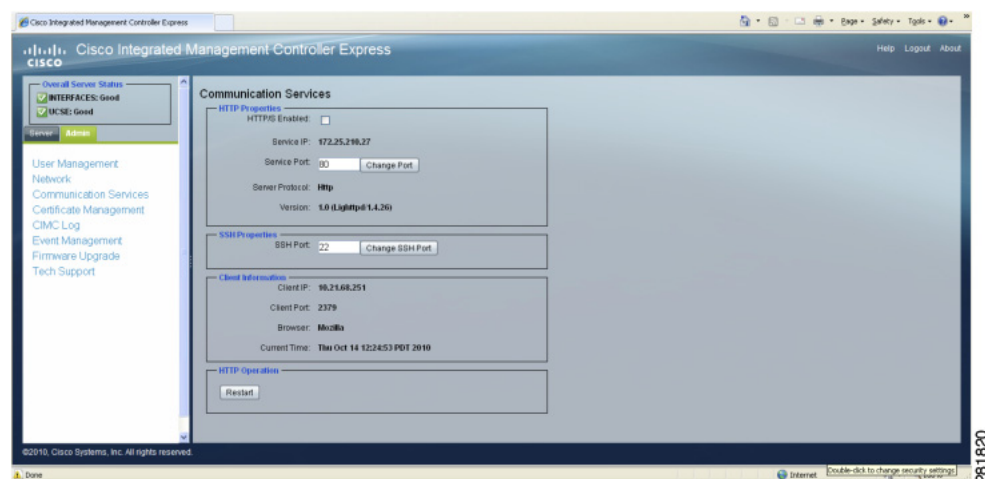 Cisco Integrated Management Controller Express
Page Safety Tools
CISCO
Cisco Integrated Management Controller Express
Help Logout About
Overall Server Status
INTERFACES: Good
UCSE: Good
Server Admin
User Management
Network
Communication Services
Certificate Management
CIMC Log
Event Management
Firmware Upgrade
Tech Support
Communication Services
HTTP Properties
HTTP/S Enabled:
Service IP: 172.25.210.27
Service Port: 80 Change Port
Server Protocol: Http
Version: 1.0 (Lighttpd/1.4.26)
SSH Properties
SSH Port: 22 Change SSH Port
Client Information
Client IP: 10.21.68.251
Client Port: 2379
Browser: Mozilla
Current Time: Thu Oct 14 12:24:53 PDT 2010
HTTP Operation
Restart
©2010, Cisco Systems, Inc. All rights reserved.
Done
Internet
Double-click to change security settings
281820